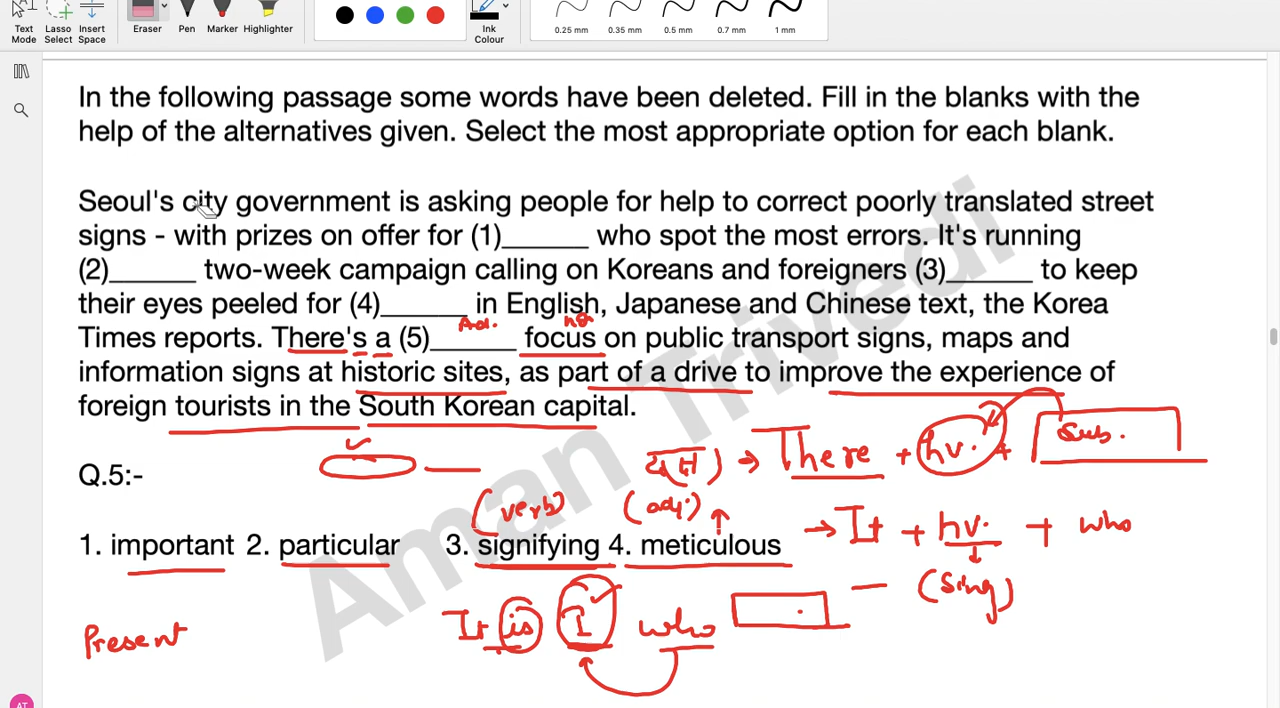 Text Mode
Lasso Select
Insert Space
Eraser
Pen
Marker
Highlighter
Ink Colour
0.25 mm
0.35 mm
0.5 mm
0.7 mm
1 mm
In the following passage some words have been deleted. Fill in the blanks with the
help of the alternatives given. Select the most appropriate option for each blank.
Seoul's city government is asking people for help to correct poorly translated street
signs - with prizes on offer for (1)______ who spot the most errors. It's running
(2)______ two-week campaign calling on Koreans and foreigners (3)______ to keep
their eyes peeled for (4)______ in English, Japanese and Chinese text, the Korea
Times reports. There's a (5)______ focus on public transport signs, maps and
information signs at historic sites, as part of a drive to improve the experience of
foreign tourists in the South Korean capital.
Adj.
There + hv. + Sub.
Q.5:-
(verb)
(adj)
It + hv. + who
1. important 2. particular 3. signifying 4. meticulous
(Sing)
It is I who
Present
Aman Trivedi
AT